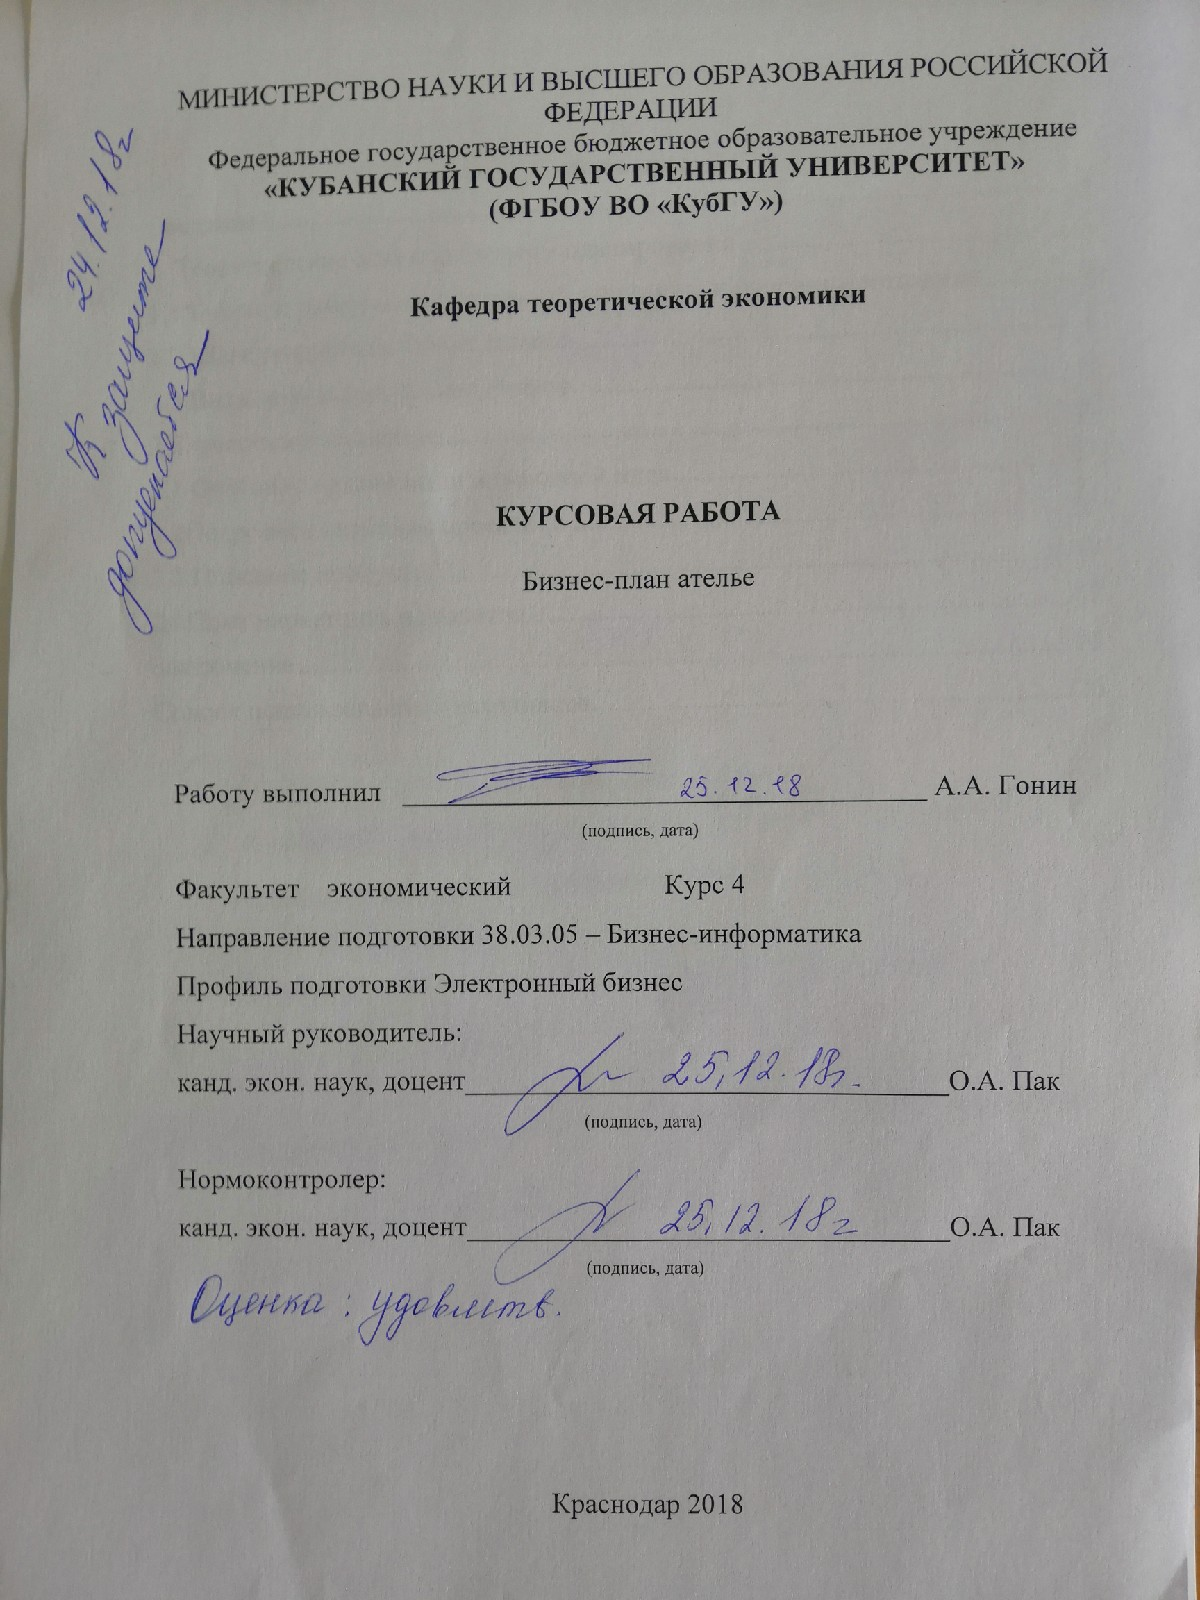 24.12.18г
К защите
допускается
МИНИСТЕРСТВО НАУКИ И ВЫСШЕГО ОБРАЗОВАНИЯ РОССИЙСКОЙ
ФЕДЕРАЦИИ
Федеральное государственное бюджетное образовательное учреждение
«КУБАНСКИЙ ГОСУДАРСТВЕННЫЙ УНИВЕРСИТЕТ»
(ФГБОУ ВО «КубГУ»)
Кафедра теоретической экономики
КУРСОВАЯ РАБОТА
Бизнес-план ателье
Работу выполнил 25.12.18 А.А. Гонин
(подпись, дата)
Факультет экономический Курс 4
Направление подготовки 38.03.05 – Бизнес-информатика
Профиль подготовки Электронный бизнес
Научный руководитель:
канд. экон. наук, доцент 25.12.18г. О.А. Пак
(подпись, дата)
Нормоконтролер:
канд. экон. наук, доцент 25.12.18г О.А. Пак
(подпись, дата)
Оценка: удовлетв.
Краснодар 2018